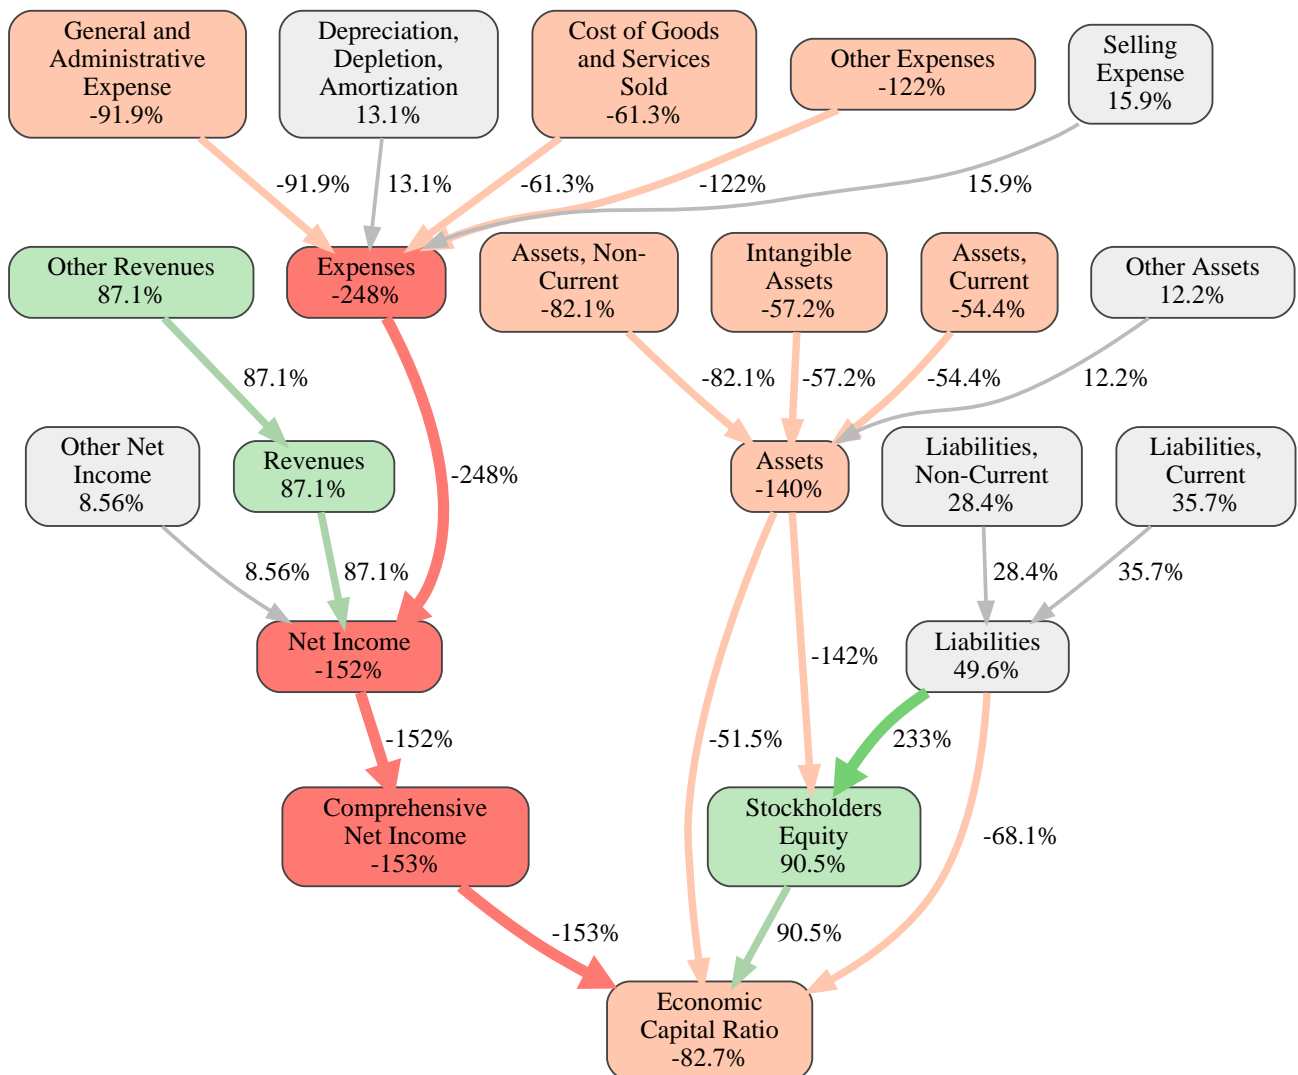 General and
Administrative
Expense
-91.9%
Depreciation,
Depletion,
Amortization
13.1%
Cost of Goods
and Services
Sold
-61.3%
Other Expenses
-122%
Selling
Expense
15.9%
-91.9%
13.1%
-61.3%
-122%
15.9%
Other Revenues
87.1%
Expenses
-248%
Assets, Non-
Current
-82.1%
Intangible
Assets
-57.2%
Assets,
Current
-54.4%
Other Assets
12.2%
87.1%
-82.1%
-57.2%
-54.4%
12.2%
Other Net
Income
8.56%
Revenues
87.1%
-248%
Assets
-140%
Liabilities,
Non-Current
28.4%
Liabilities,
Current
35.7%
8.56%
87.1%
28.4%
35.7%
Net Income
-152%
-142%
Liabilities
49.6%
-152%
-51.5%
233%
Comprehensive
Net Income
-153%
Stockholders
Equity
90.5%
-68.1%
-153%
90.5%
Economic
Capital Ratio
-82.7%